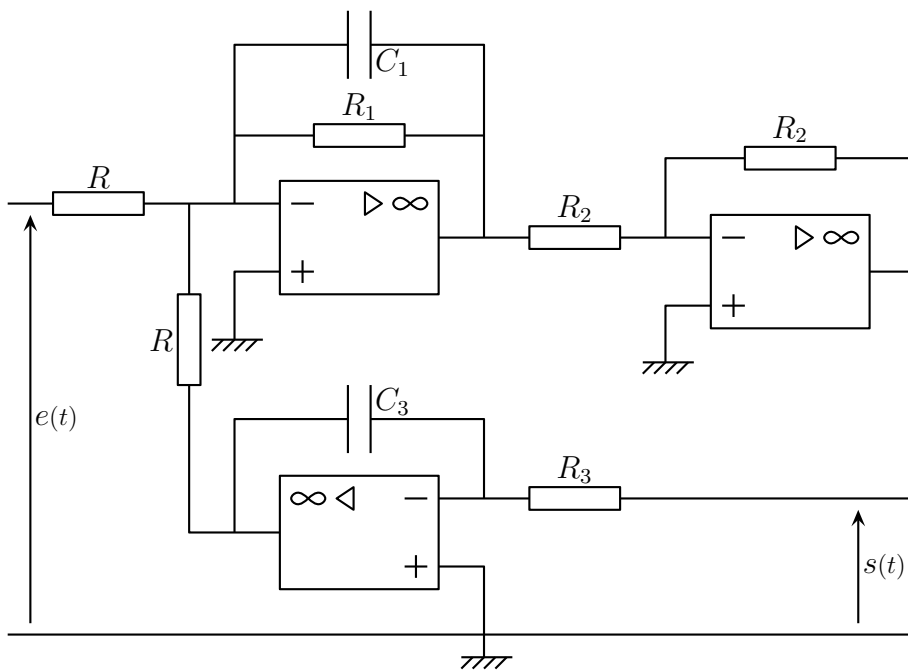 C₁
R₁
R₂
R
− ▷ ∞
R₂
− ▷ ∞
+
+
R
e(t)
C₃
R₃
∞ ◁ −
+
s(t)